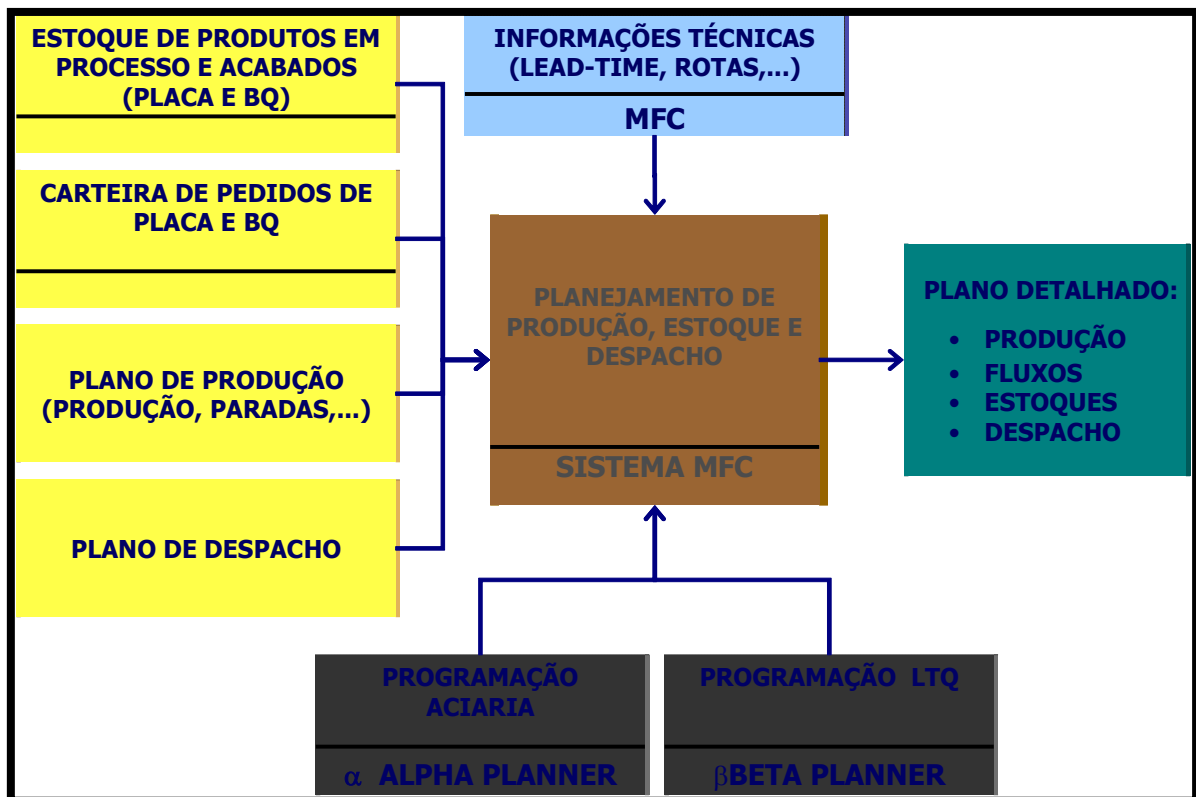 ESTOQUE DE PRODUTOS EM
PROCESSO E ACABADOS
(PLACA E BQ)
INFORMAÇÕES TÉCNICAS
(LEAD-TIME, ROTAS,...)
MFC
CARTEIRA DE PEDIDOS DE
PLACA E BQ
PLANO DE PRODUÇÃO
(PRODUÇÃO, PARADAS,...)
PLANO DE DESPACHO
PLANEJAMENTO DE
PRODUÇÃO, ESTOQUE E
DESPACHO
SISTEMA MFC
PLANO DETALHADO:
• PRODUÇÃO
• FLUXOS
• ESTOQUES
• DESPACHO
PROGRAMAÇÃO
ACIARIA
α ALPHA PLANNER
PROGRAMAÇÃO LTQ
βBETA PLANNER